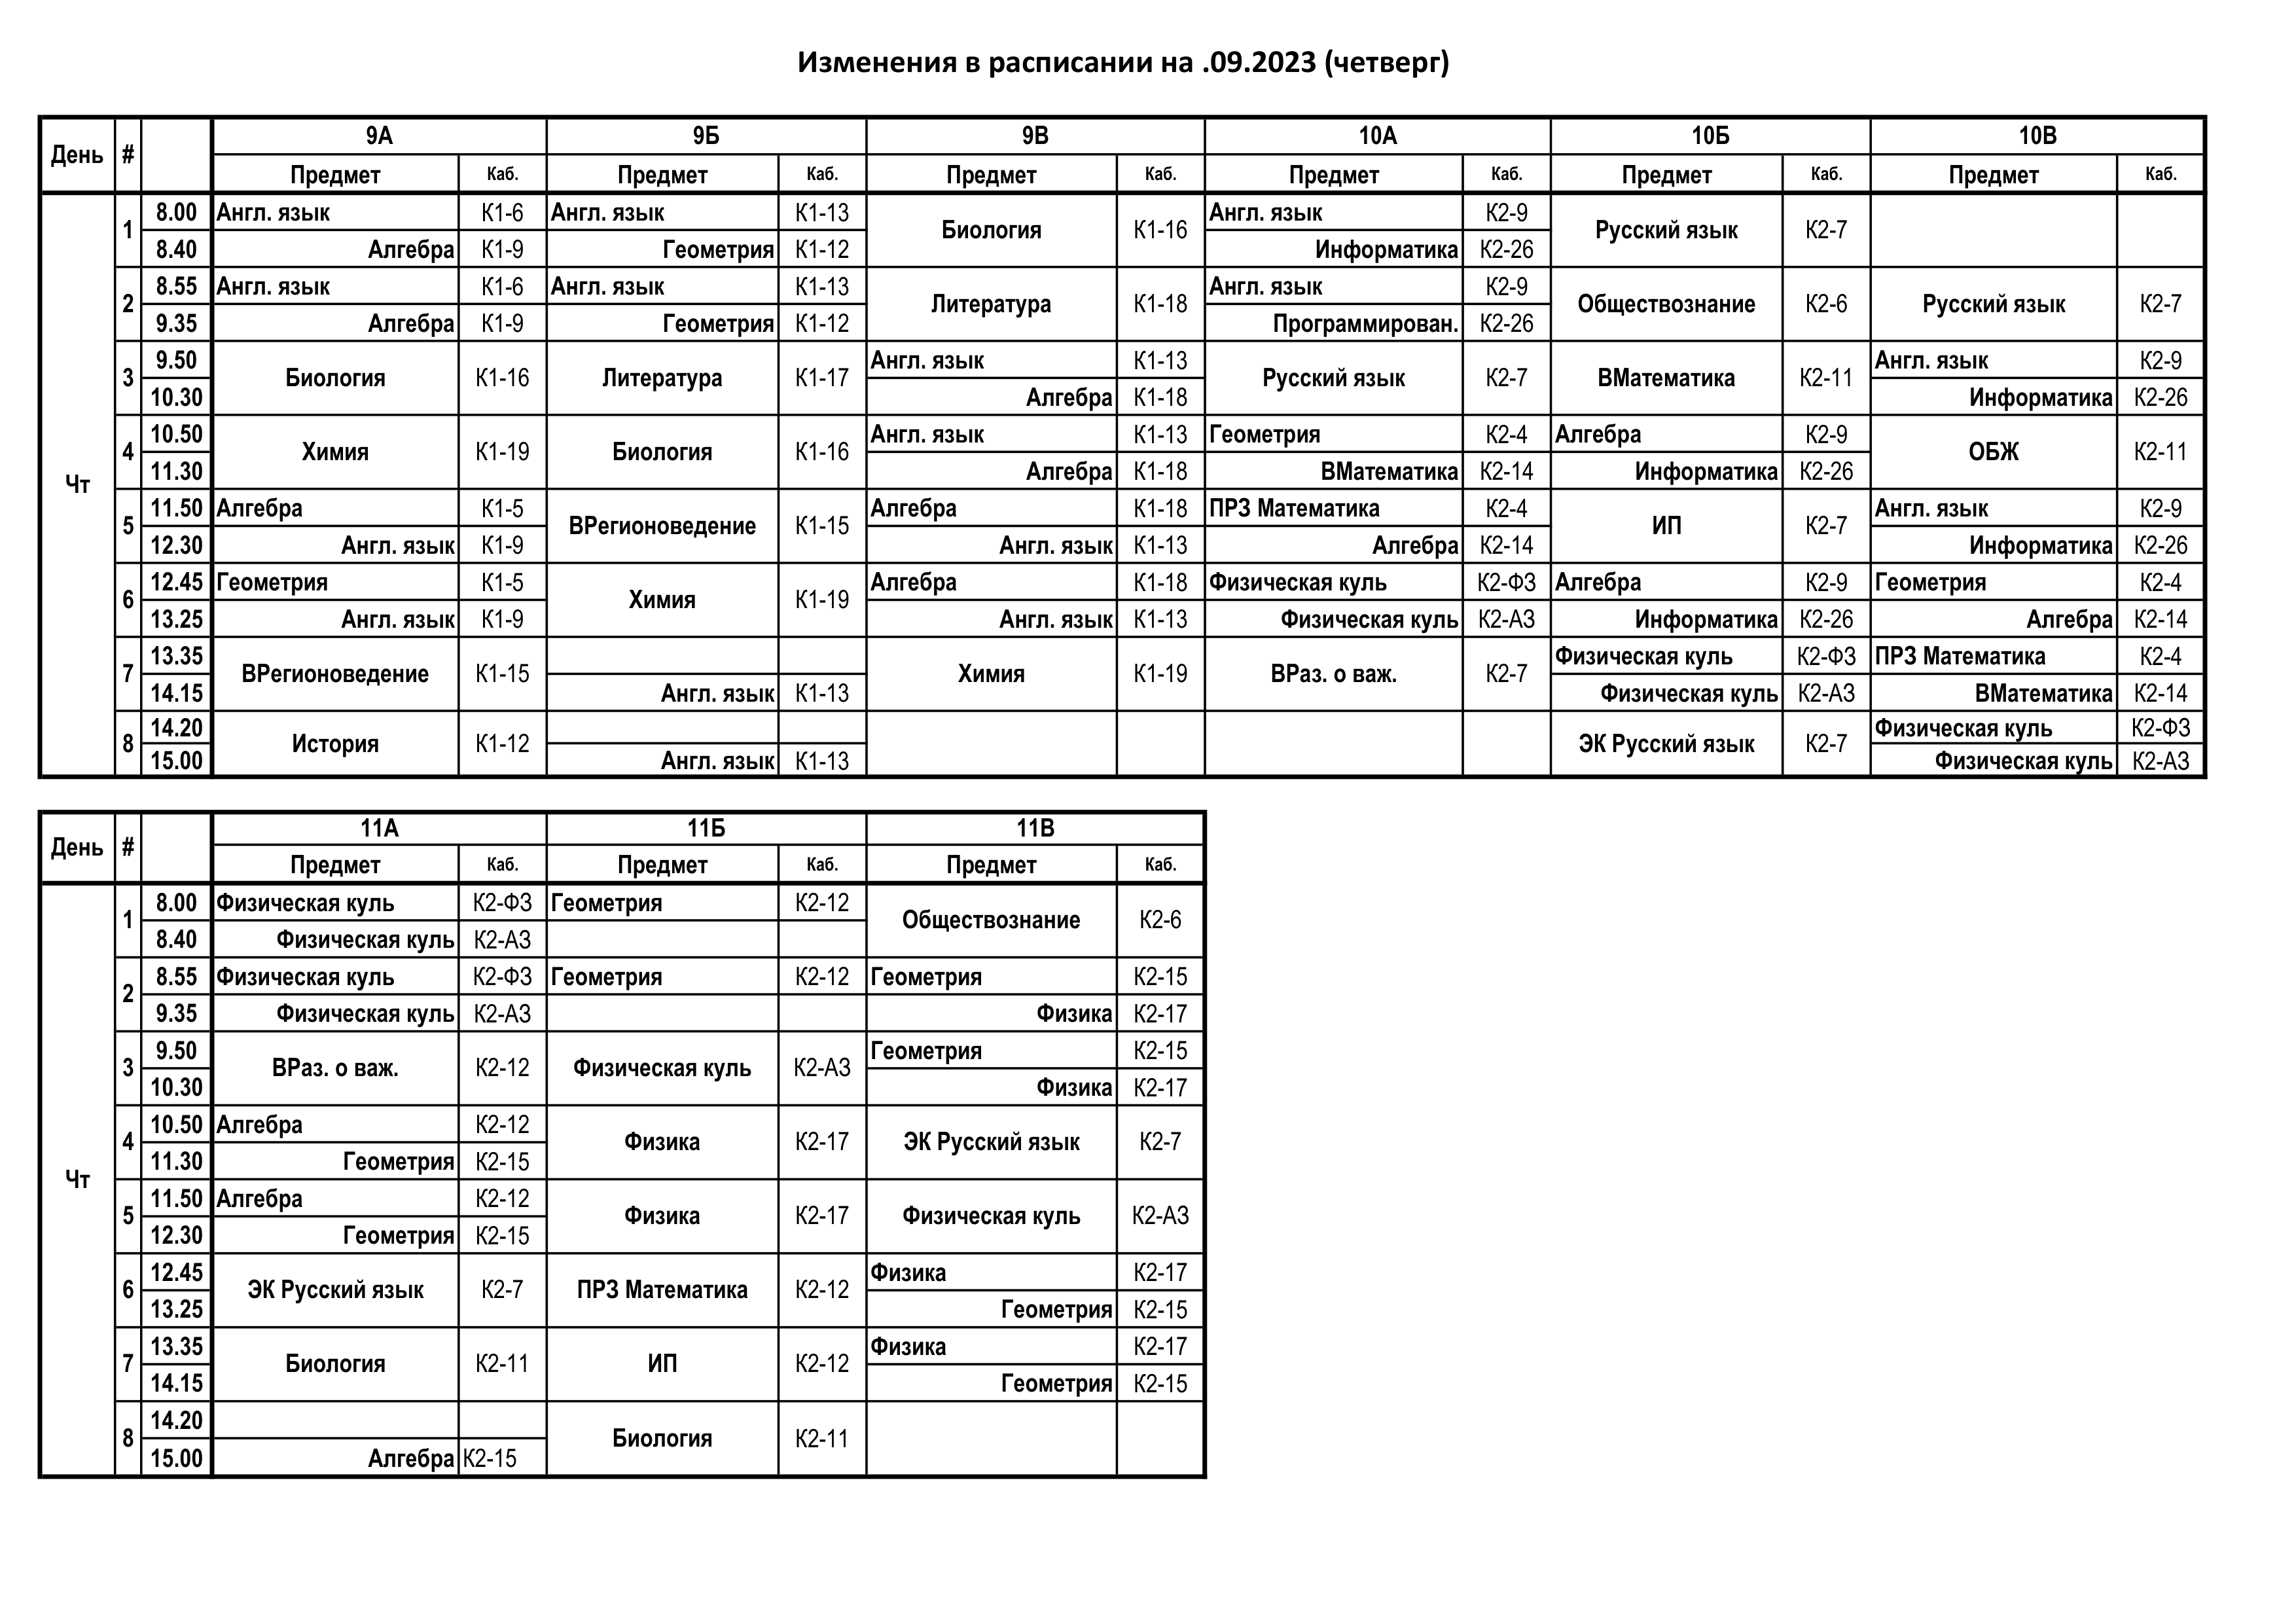 Изменения в расписании на .09.2023 (четверг)
День # 9А 9Б 9В 10А 10Б 10В
Предмет Каб. Предмет Каб. Предмет Каб. Предмет Каб. Предмет Каб. Предмет Каб.
Чт
1 8.00 Англ. язык К1-6 Англ. язык К1-13 Биология К1-16 Англ. язык К2-9 Русский язык К2-7
8.40 Алгебра К1-9 Геометрия К1-12 Информатика К2-26
2 8.55 Англ. язык К1-6 Англ. язык К1-13 Литература К1-18 Англ. язык К2-9 Обществознание К2-6 Русский язык К2-7
9.35 Алгебра К1-9 Геометрия К1-12 Программирован. К2-26
3 9.50 Биология К1-16 Литература К1-17 Англ. язык К1-13 Русский язык К2-7 ВМатематика К2-11 Англ. язык К2-9
10.30 Алгебра К1-18 Информатика К2-26
4 10.50 Химия К1-19 Биология К1-16 Англ. язык К1-13 Геометрия К2-4 Алгебра К2-9 ОБЖ К2-11
11.30 Алгебра К1-18 ВМатематика К2-14 Информатика К2-26
5 11.50 Алгебра К1-5 ВРегионоведение К1-15 Алгебра К1-18 ПРЗ Математика К2-4 ИП К2-7 Англ. язык К2-9
12.30 Англ. язык К1-9 Англ. язык К1-13 Алгебра К2-14 Информатика К2-26
6 12.45 Геометрия К1-5 Химия К1-19 Алгебра К1-18 Физическая куль К2-ФЗ Алгебра К2-9 Геометрия К2-4
13.25 Англ. язык К1-9 Англ. язык К1-13 Физическая куль К2-АЗ Информатика К2-26 Алгебра К2-14
7 13.35 ВРегионоведение К1-15 Химия К1-19 ВРаз. о важ. К2-7 Физическая куль К2-ФЗ ПРЗ Математика К2-4
14.15 Англ. язык К1-13 Физическая куль К2-АЗ ВМатематика К2-14
8 14.20 История К1-12 ЭК Русский язык К2-7 Физическая куль К2-ФЗ
15.00 Англ. язык К1-13 Физическая куль К2-АЗ
День # 11А 11Б 11В
Предмет Каб. Предмет Каб. Предмет Каб.
Чт
1 8.00 Физическая куль К2-ФЗ Геометрия К2-12 Обществознание К2-6
8.40 Физическая куль К2-АЗ
2 8.55 Физическая куль К2-ФЗ Геометрия К2-12 Геометрия К2-15
9.35 Физическая куль К2-АЗ Физика К2-17
3 9.50 ВРаз. о важ. К2-12 Физическая куль К2-АЗ Геометрия К2-15
10.30 Физика К2-17
4 10.50 Алгебра К2-12 Физика К2-17 ЭК Русский язык К2-7
11.30 Геометрия К2-15
5 11.50 Алгебра К2-12 Физика К2-17 Физическая куль К2-АЗ
12.30 Геометрия К2-15
6 12.45 ЭК Русский язык К2-7 ПРЗ Математика К2-12 Физика К2-17
13.25 Геометрия К2-15
7 13.35 Биология К2-11 ИП К2-12 Физика К2-17
14.15 Геометрия К2-15
8 14.20 Биология К2-11
15.00 Алгебра К2-15